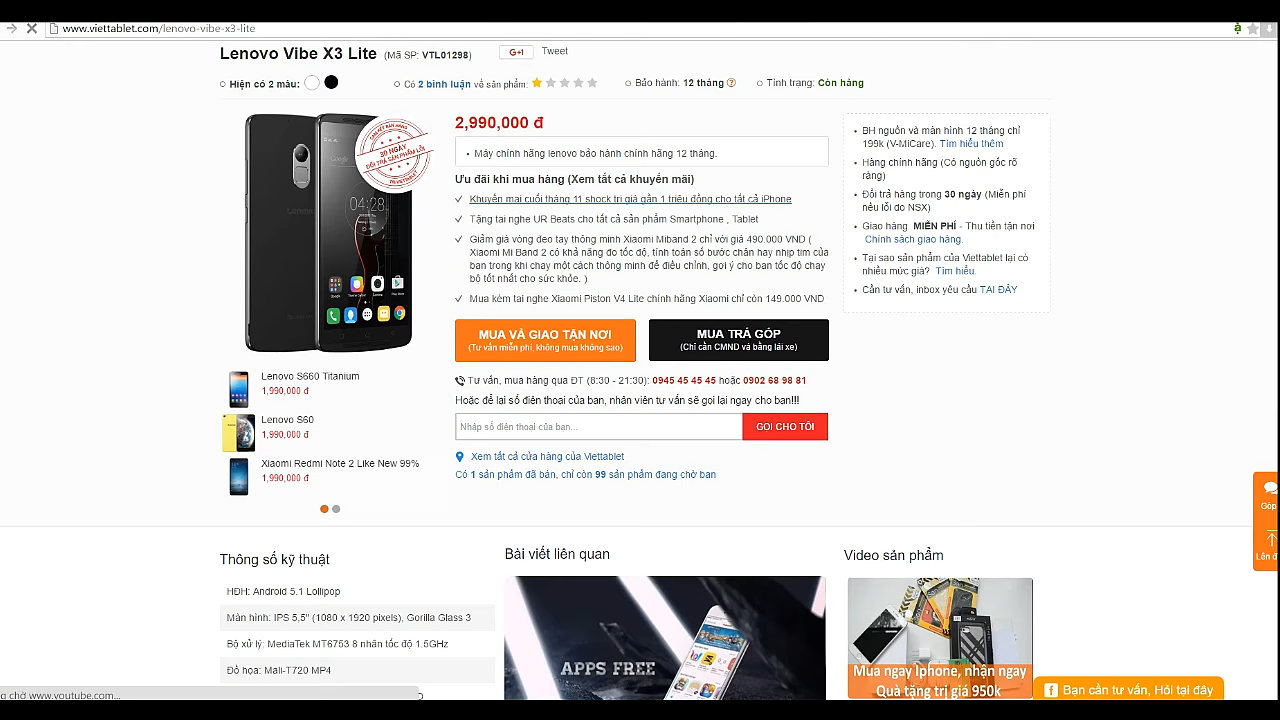 www.viettablet.com/lenovo-vibe-x3-lite
Lenovo Vibe X3 Lite (Mã SP: VTL01298)
G+1
Tweet
Hiện có 2 màu:
Có 2 bình luận về sản phẩm:
Bảo hành: 12 tháng
Tình trạng: Còn hàng
30 NGÀY
ĐỔI TRẢ SẢN PHẨM LỖI
04:28
2,990,000 đ
Máy chính hãng lenovo bảo hành chính hãng 12 tháng.
Ưu đãi khi mua hàng (Xem tất cả khuyến mãi)
Khuyến mại cuối tháng 11 shock trị giá gần 1 triệu đồng cho tất cả iPhone
Tặng tai nghe UR Beats cho tất cả sản phẩm Smartphone , Tablet
Giảm giá vòng đeo tay thông minh Xiaomi Miband 2 chỉ với giá 490.000 VND (
Xiaomi Mi Band 2 có khả năng đo tốc độ, tính toán số bước chân hay nhịp tim của
bạn trong khi chạy một cách thông minh để điều chỉnh, gợi ý cho bạn tốc độ chạy
bộ tốt nhất cho sức khỏe. )
Mua kèm tai nghe Xiaomi Piston V4 Lite chính hãng Xiaomi chỉ còn 149.000 VND
MUA VÀ GIAO TẬN NƠI
(Tư vấn miễn phí, không mua không sao)
MUA TRẢ GÓP
(Chỉ cần CMND và bằng lái xe)
Tư vấn, mua hàng qua ĐT (8:30 - 21:30): 0945 45 45 45 hoặc 0902 68 98 81
Hoặc để lại số điện thoại của bạn, nhân viên tư vấn sẽ gọi lại ngay cho bạn!!!
Nhập số điện thoại của bạn...
GỌI CHO TÔI
Xem tất cả cửa hàng của Viettablet
Có 1 sản phẩm đã bán, chỉ còn 99 sản phẩm đang chờ bạn
BH nguồn và màn hình 12 tháng chỉ
199k (V-MiCare). Tìm hiểu thêm
Hàng chính hãng (Có nguồn gốc rõ
ràng)
Đổi trả hàng trong 30 ngày (Miễn phí
nếu lỗi do NSX)
Giao hàng MIỄN PHÍ - Thu tiền tận nơi
Chính sách giao hàng.
Tại sao sản phẩm của Viettablet lại có
nhiều mức giá? Tìm hiểu.
Cần tư vấn, inbox yêu cầu TẠI ĐÂY
Lenovo S660 Titanium
1,990,000 đ
Lenovo S60
1,990,000 đ
Xiaomi Redmi Note 2 Like New 99%
1,990,000 đ
Góp
Lên đ
Thông số kỹ thuật
HĐH: Android 5.1 Lollipop
Màn hình: IPS 5,5" (1080 x 1920 pixels), Gorilla Glass 3
Bộ xử lý: MediaTek MT6753 8 nhân tốc độ 1.5GHz
Đồ họa: Mali-T720 MP4
Bài viết liên quan
APPS FREE
Video sản phẩm
Mua ngay Iphone, nhận ngay
Quà tặng trị giá 950k
Bạn cần tư vấn, Hỏi tại đây
g chờ www.youtube.com...